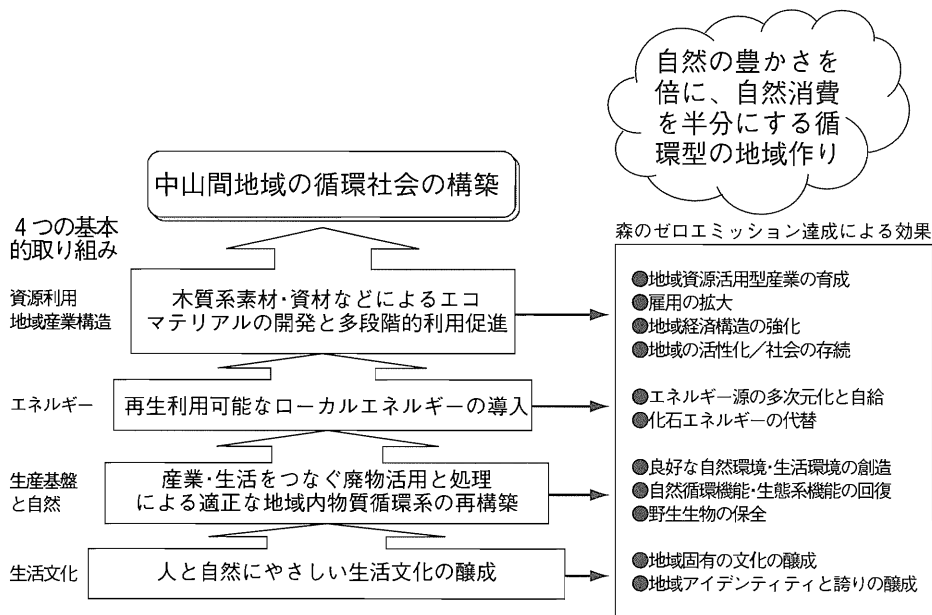 自然の豊かさを
倍に、自然消費
を半分にする循
環型の地域作り
中山間地域の循環社会の構築
4つの基本
的取り組み
森のゼロエミッション達成による効果
資源利用
地域産業構造
木質系素材・資材などによるエコ
マテリアルの開発と多段階的利用促進
●地域資源活用型産業の育成
●雇用の拡大
●地域経済構造の強化
●地域の活性化／社会の存続
エネルギー
再生利用可能なローカルエネルギーの導入
●エネルギー源の多次元化と自給
●化石エネルギーの代替
生産基盤
と自然
産業・生活をつなぐ廃物活用と処理
による適正な地域内物質循環系の再構築
●良好な自然環境・生活環境の創造
●自然循環機能・生態系機能の回復
●野生生物の保全
生活文化
人と自然にやさしい生活文化の醸成
●地域固有の文化の醸成
●地域アイデンティティと誇りの醸成